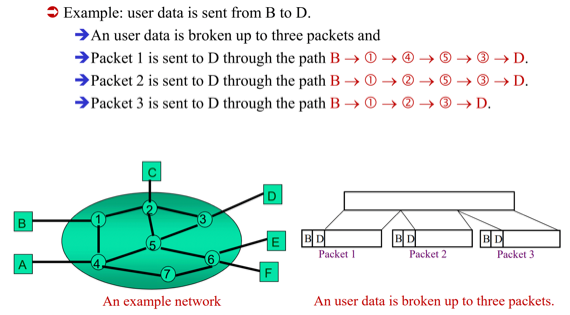 ➲ Example: user data is sent from B to D.
➔An user data is broken up to three packets and
➔Packet 1 is sent to D through the path B → ① → ④ → ⑤ → ③ → D.
➔Packet 2 is sent to D through the path B → ① → ② → ⑤ → ③ → D.
➔Packet 3 is sent to D through the path B → ① → ② → ③ → D.
C
D
B
1
2
3
E
5
A
4
6
F
7
B D
B D
B D
Packet 1
Packet 2
Packet 3
An example network
An user data is broken up to three packets.